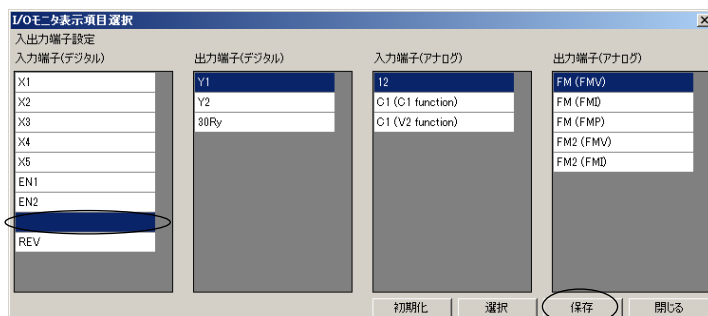 I/Oモニタ表示項目選択
入出力端子設定
入力端子(デジタル) 出力端子(デジタル) 入力端子(アナログ) 出力端子(アナログ)
X1 Y1 12 FM (FMV)
X2 Y2 C1 (C1 function) FM (FMI)
X3 30Ry C1 (V2 function) FM (FMP)
X4 FM2 (FMV)
X5 FM2 (FMI)
EN1
EN2
REV
初期化 選択 保存 閉じる